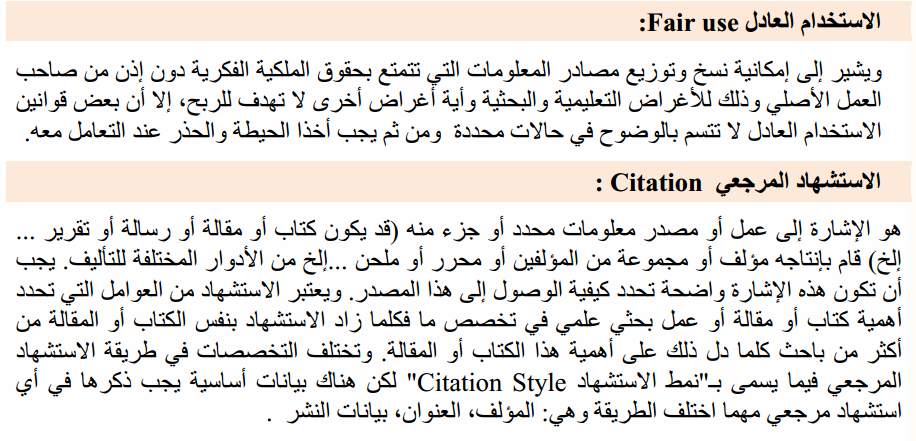 الاستخدام العادل Fair use:
ويشير إلى إمكانية نسخ وتوزيع مصادر المعلومات التي تتمتع بحقوق الملكية الفكرية دون إذن من صاحب
العمل الأصلي وذلك للأغراض التعليمية والبحثية وأية أغراض أخرى لا تهدف للربح، إلا أن بعض قوانين
الاستخدام العادل لا تتسم بالوضوح في حالات محددة ومن ثم يجب أخذا الحيطة والحذر عند التعامل معه.
الاستشهاد المرجعي Citation :
هو الإشارة إلى عمل أو مصدر معلومات محدد أو جزء منه (قد يكون كتاب أو مقالة أو رسالة أو تقرير ...
إلخ) قام بإنتاجه مؤلف أو مجموعة من المؤلفين أو محرر أو ملحن ...إلخ من الأدوار المختلفة للتأليف. يجب
أن تكون هذه الإشارة واضحة تحدد كيفية الوصول إلى هذا المصدر. ويعتبر الاستشهاد من العوامل التي تحدد
أهمية كتاب أو مقالة أو عمل بحثي علمي في تخصص ما فكلما زاد الاستشهاد بنفس الكتاب أو المقالة من
أكثر من باحث كلما دل ذلك على أهمية هذا الكتاب أو المقالة. وتختلف التخصصات في طريقة الاستشهاد
المرجعي فيما يسمى بـ"نمط الاستشهاد Citation Style" لكن هناك بيانات أساسية يجب ذكرها في أي
استشهاد مرجعي مهما اختلف الطريقة وهي: المؤلف، العنوان، بيانات النشر .